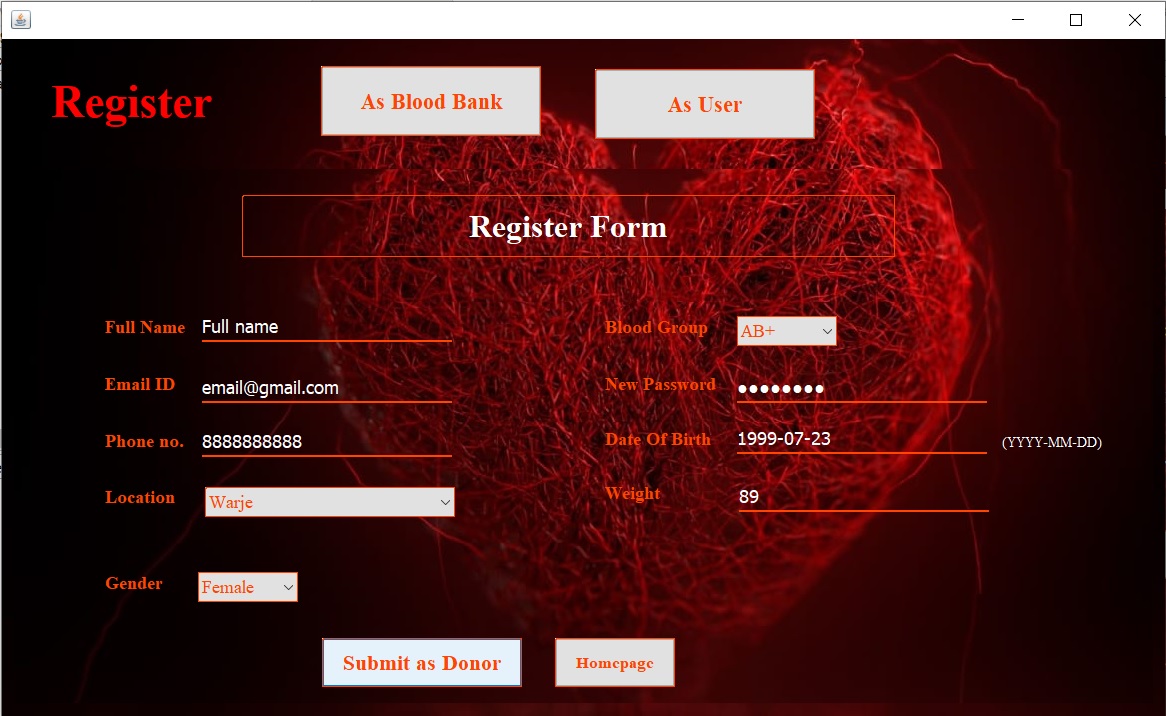 Register
As Blood Bank
As User
Register Form
Full Name Full name
Blood Group AB+
Email ID email@gmail.com
New Password ●●●●●●●●
Phone no. 8888888888
Date Of Birth 1999-07-23 (YYYY-MM-DD)
Location Warje
Weight 89
Gender Female
Submit as Donor
Homepage